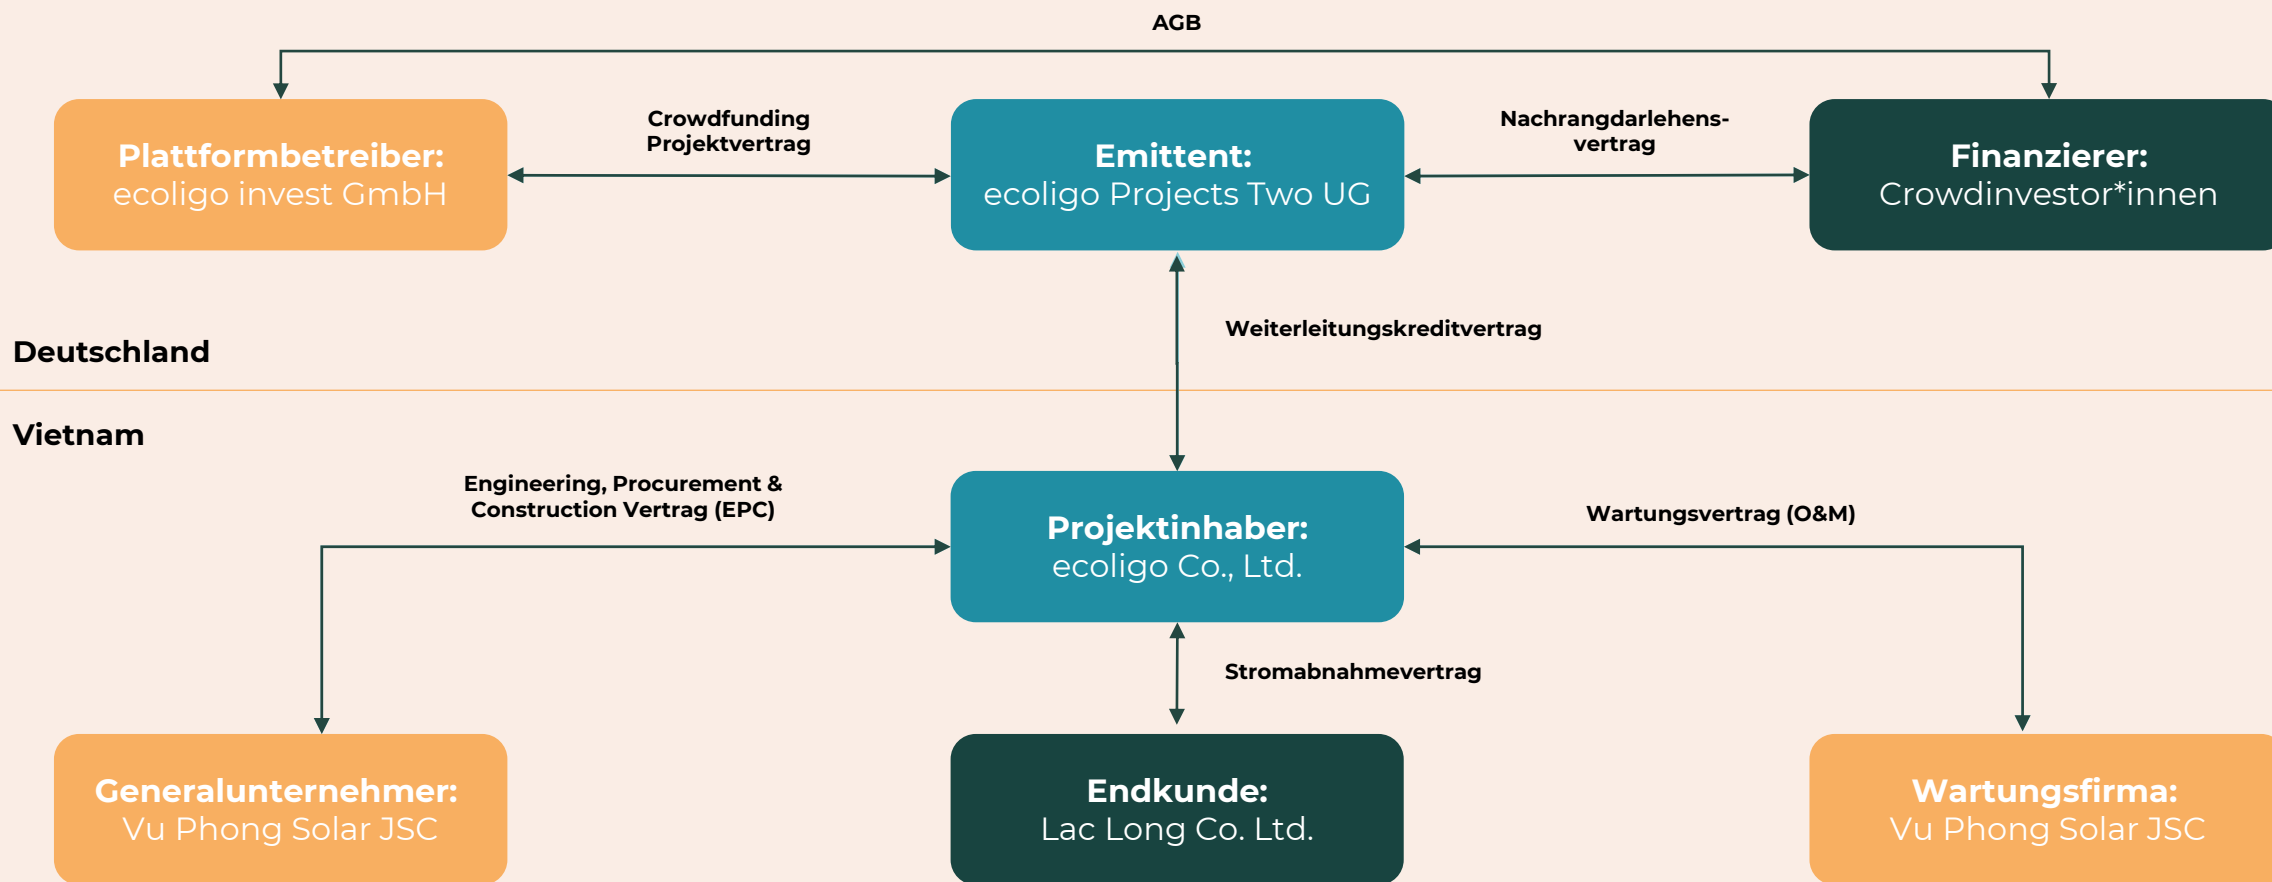 AGB
Crowdfunding
Projektvertrag
Nachrangdarlehens-
vertrag
Plattformbetreiber:
ecoligo invest GmbH
Emittent:
ecoligo Projects Two UG
Finanzierer:
Crowdinvestor*innen
Weiterleitungskreditvertrag
Deutschland
Vietnam
Engineering, Procurement &
Construction Vertrag (EPC)
Projektinhaber:
ecoligo Co., Ltd.
Wartungsvertrag (O&M)
Stromabnahmevertrag
Generalunternehmer:
Vu Phong Solar JSC
Endkunde:
Lac Long Co. Ltd.
Wartungsfirma:
Vu Phong Solar JSC